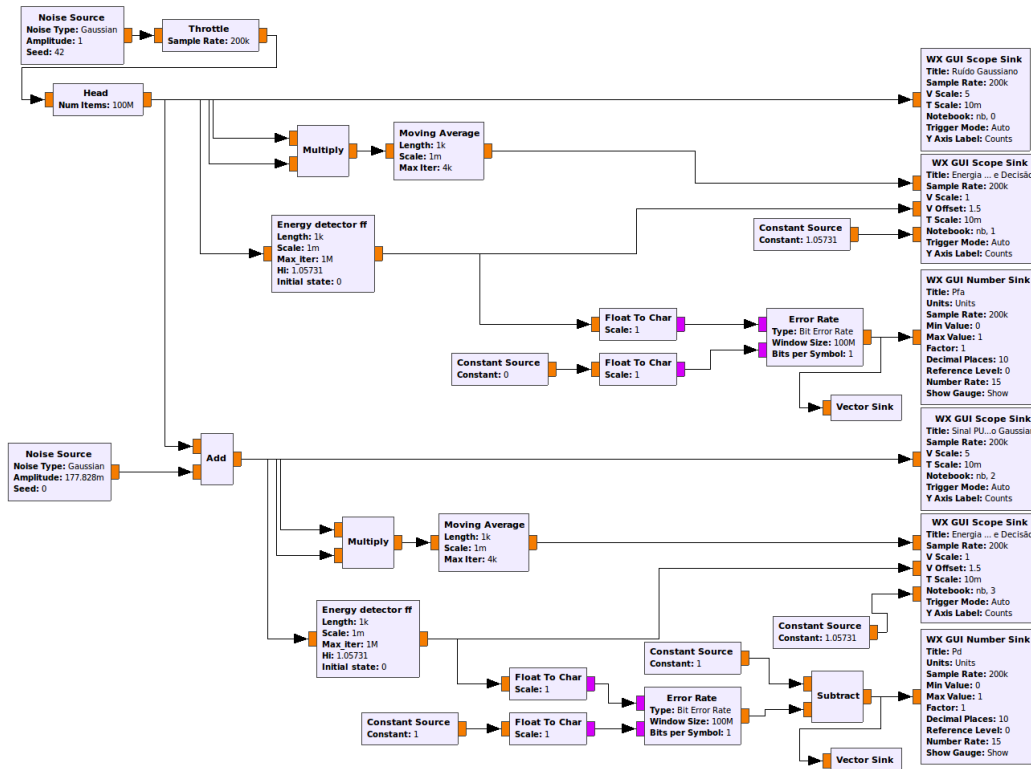 Noise Source
Noise Type: Gaussian
Amplitude: 1
Seed: 42
Throttle
Sample Rate: 200k
Head
Num Items: 100M
WX GUI Scope Sink
Title: Ruído Gaussiano
Sample Rate: 200k
V Scale: 5
T Scale: 10m
Notebook: nb, 0
Trigger Mode: Auto
Y Axis Label: Counts
Multiply
Moving Average
Length: 1k
Scale: 1m
Max Iter: 4k
WX GUI Scope Sink
Title: Energia ... e Decisão
Sample Rate: 200k
V Scale: 1
V Offset: 1.5
T Scale: 10m
Notebook: nb, 1
Trigger Mode: Auto
Y Axis Label: Counts
Energy detector ff
Length: 1k
Scale: 1m
Max_iter: 1M
Hi: 1.05731
Initial state: 0
Constant Source
Constant: 1.05731
WX GUI Number Sink
Title: Pfa
Units: Units
Sample Rate: 200k
Min Value: 0
Max Value: 1
Factor: 1
Decimal Places: 10
Reference Level: 0
Number Rate: 15
Show Gauge: Show
Float To Char
Scale: 1
Error Rate
Type: Bit Error Rate
Window Size: 100M
Bits per Symbol: 1
Constant Source
Constant: 0
Float To Char
Scale: 1
Vector Sink
Noise Source
Noise Type: Gaussian
Amplitude: 177.828m
Seed: 0
Add
WX GUI Scope Sink
Title: Sinal PU...o Gaussian
Sample Rate: 200k
V Scale: 5
T Scale: 10m
Notebook: nb, 2
Trigger Mode: Auto
Y Axis Label: Counts
Multiply
Moving Average
Length: 1k
Scale: 1m
Max Iter: 4k
WX GUI Scope Sink
Title: Energia ... e Decisão
Sample Rate: 200k
V Scale: 1
V Offset: 1.5
T Scale: 10m
Notebook: nb, 3
Trigger Mode: Auto
Y Axis Label: Counts
Energy detector ff
Length: 1k
Scale: 1m
Max_iter: 1M
Hi: 1.05731
Initial state: 0
Constant Source
Constant: 1.05731
WX GUI Number Sink
Title: Pd
Units: Units
Sample Rate: 200k
Min Value: 0
Max Value: 1
Factor: 1
Decimal Places: 10
Reference Level: 0
Number Rate: 15
Show Gauge: Show
Constant Source
Constant: 1
Float To Char
Scale: 1
Error Rate
Type: Bit Error Rate
Window Size: 100M
Bits per Symbol: 1
Subtract
Constant Source
Constant: 1
Float To Char
Scale: 1
Vector Sink